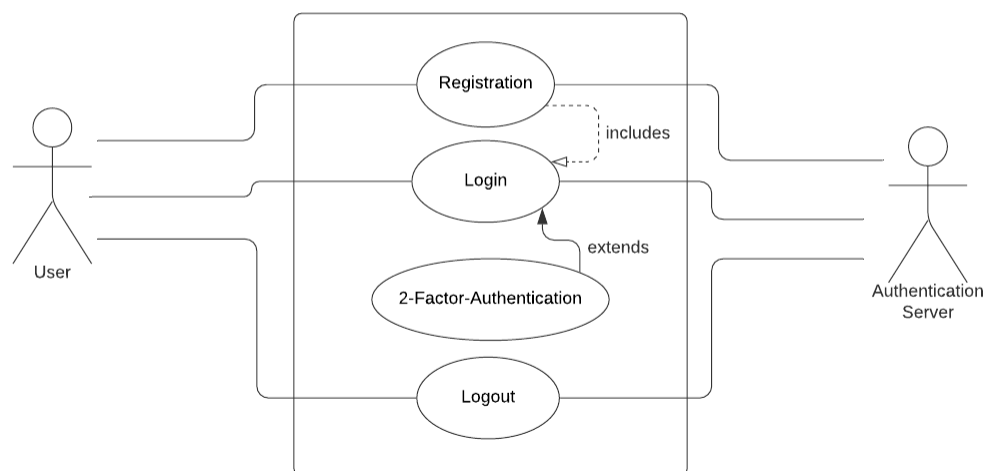 Registration
includes
Login
extends
User
2-Factor-Authentication
Authentication
Server
Logout